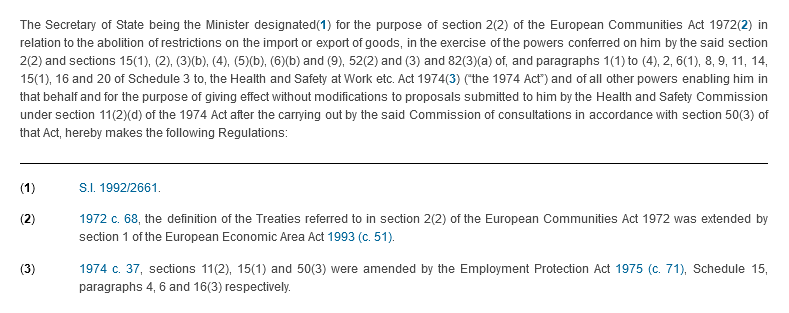 The Secretary of State being the Minister designated(1) for the purpose of section 2(2) of the European Communities Act 1972(2) in
relation to the abolition of restrictions on the import or export of goods, in the exercise of the powers conferred on him by the said section
2(2) and sections 15(1), (2), (3)(b), (4), (5)(b), (6)(b) and (9), 52(2) and (3) and 82(3)(a) of, and paragraphs 1(1) to (4), 2, 6(1), 8, 9, 11, 14,
15(1), 16 and 20 of Schedule 3 to, the Health and Safety at Work etc. Act 1974(3) (“the 1974 Act”) and of all other powers enabling him in
that behalf and for the purpose of giving effect without modifications to proposals submitted to him by the Health and Safety Commission
under section 11(2)(d) of the 1974 Act after the carrying out by the said Commission of consultations in accordance with section 50(3) of
that Act, hereby makes the following Regulations:
(1) S.I. 1992/2661.
(2) 1972 c. 68, the definition of the Treaties referred to in section 2(2) of the European Communities Act 1972 was extended by
section 1 of the European Economic Area Act 1993 (c. 51).
(3) 1974 c. 37, sections 11(2), 15(1) and 50(3) were amended by the Employment Protection Act 1975 (c. 71), Schedule 15,
paragraphs 4, 6 and 16(3) respectively.